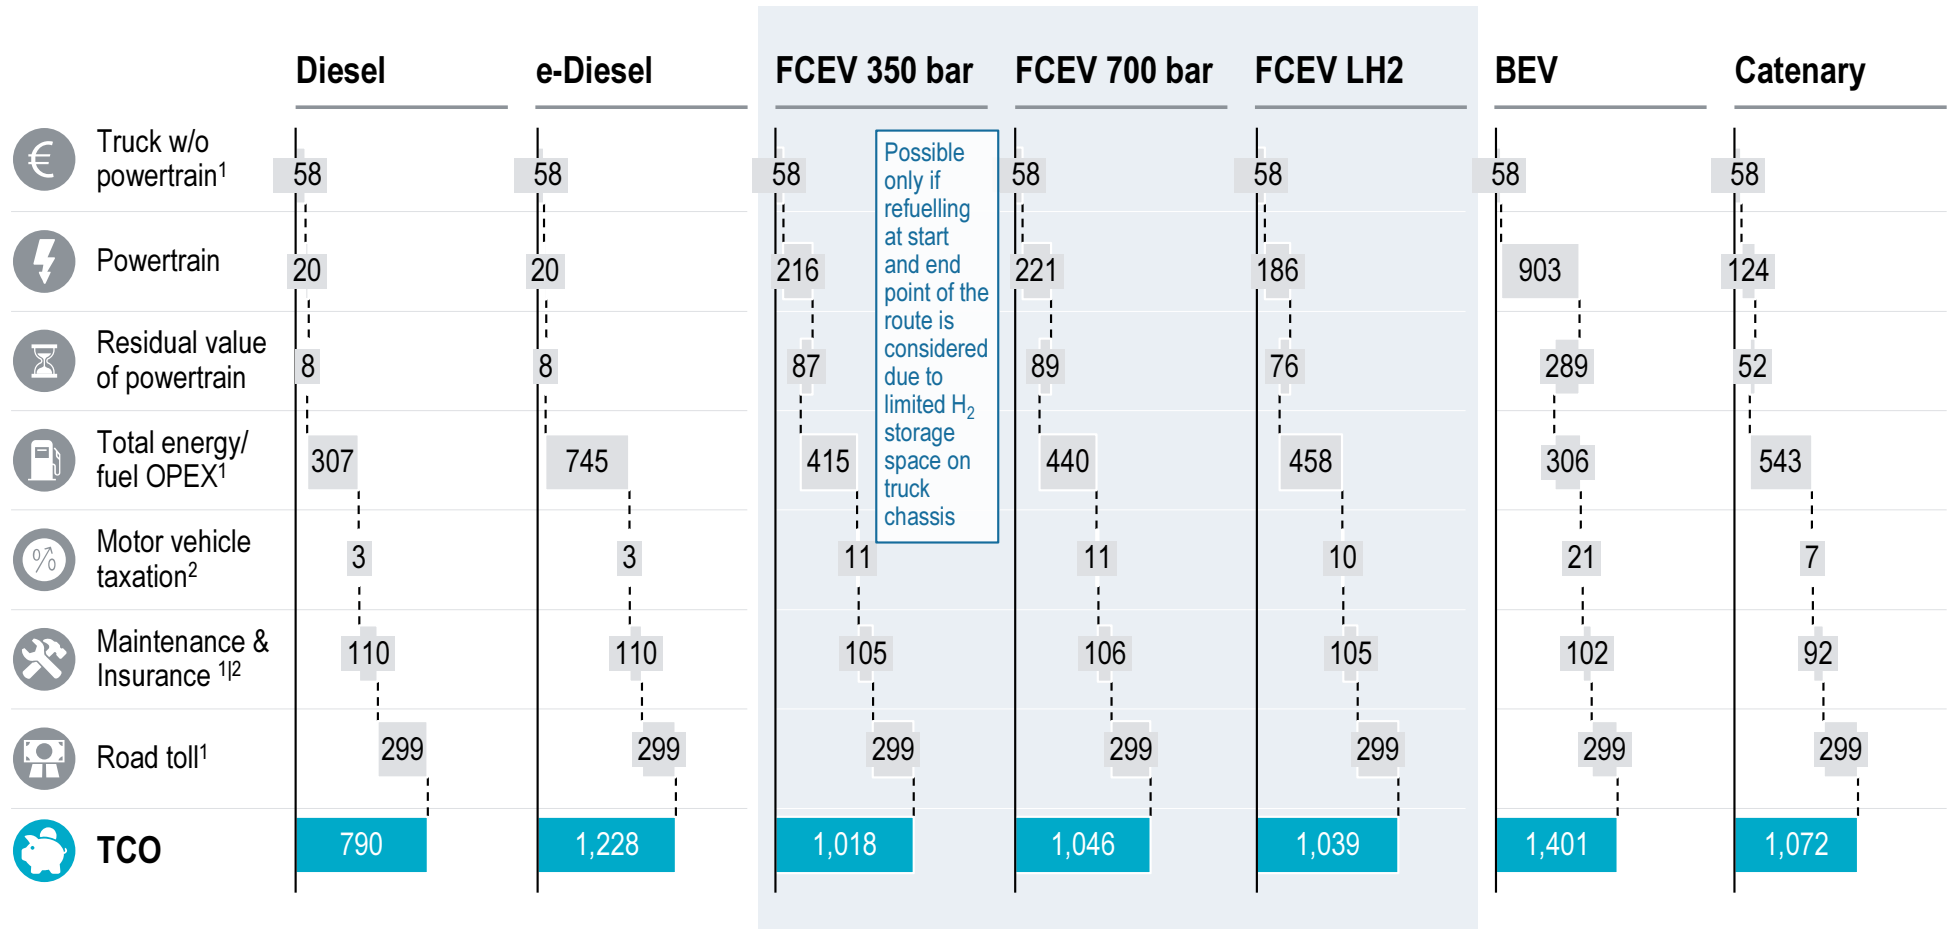 Diesel
e-Diesel
FCEV 350 bar
FCEV 700 bar
FCEV LH2
BEV
Catenary
€
Truck w/o
powertrain¹
58
58
58
58
58
58
58
Powertrain
20
20
216
221
186
903
124
Residual value
of powertrain
8
8
87
89
76
289
52
Total energy/
fuel OPEX¹
307
745
415
440
458
306
543
%
Motor vehicle
taxation²
3
3
11
11
10
21
7
Maintenance &
Insurance ¹|²
110
110
105
106
105
102
92
Road toll¹
299
299
299
299
299
299
299
TCO
790
1,228
1,018
1,046
1,039
1,401
1,072
Possible
only if
refuelling
at start
and end
point of the
route is
considered
due to
limited H₂
storage
space on
truck
chassis